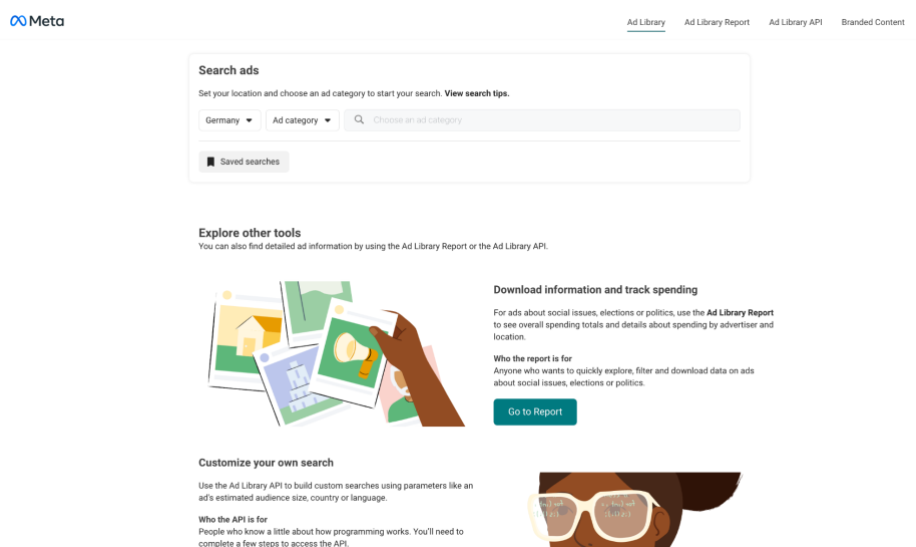 Meta
Ad Library
Ad Library Report
Ad Library API
Branded Content
Search ads
Set your location and choose an ad category to start your search. View search tips.
Germany
Ad category
Choose an ad category
Saved searches
Explore other tools
You can also find detailed ad information by using the Ad Library Report or the Ad Library API.
Download information and track spending
For ads about social issues, elections or politics, use the Ad Library Report
to see overall spending totals and details about spending by advertiser and
location.
Who the report is for
Anyone who wants to quickly explore, filter and download data on ads
about social issues, elections or politics.
Go to Report
Customize your own search
Use the Ad Library API to build custom searches using parameters like an
ad's estimated audience size, country or language.
Who the API is for
People who know a little about how programming works. You'll need to
complete a few steps to access the API.